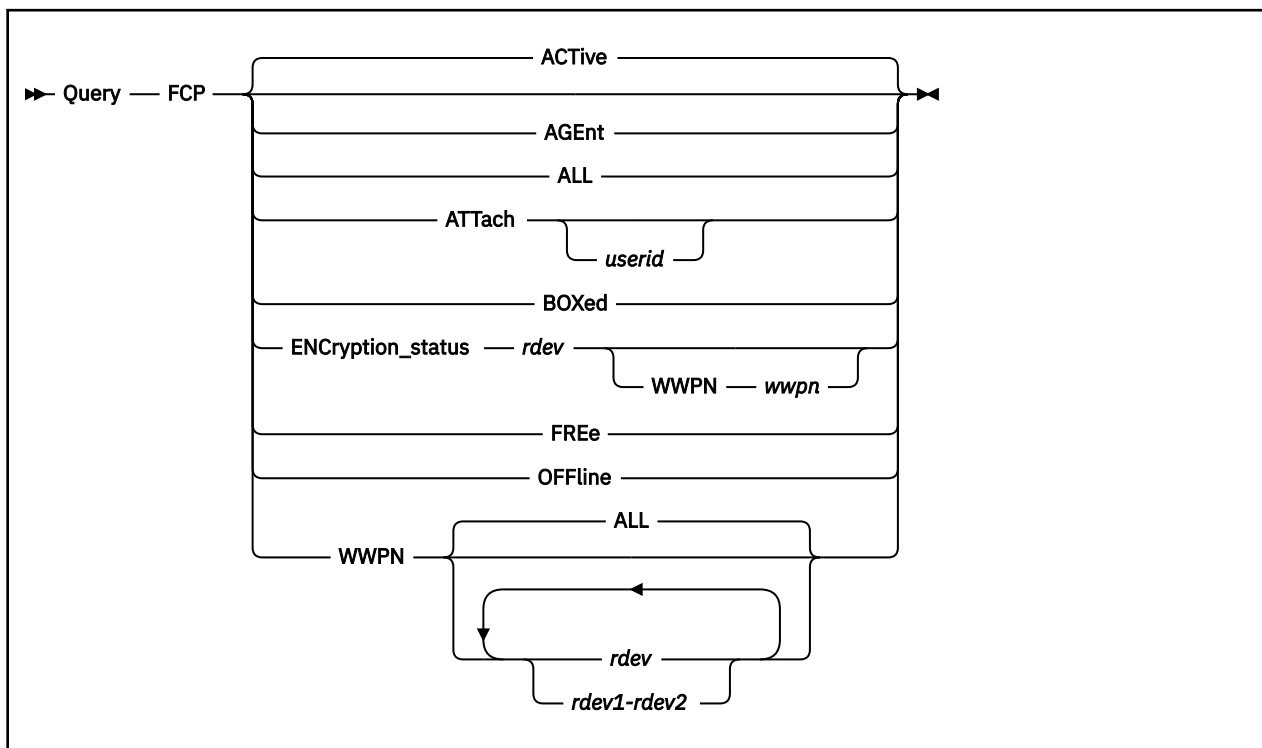 ACTive
Query FCP
AGEnt
ALL
ATTach
userid
BOXed
ENCryption_status rdev
WWPN wwpn
FREe
OFFline
ALL
WWPN
rdev
rdev1-rdev2